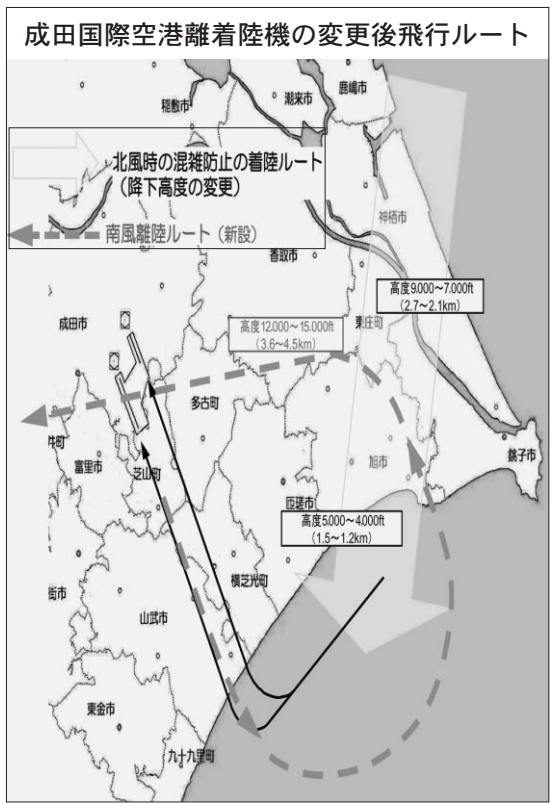 成田国際空港離着陸機の変更後飛行ルート
鹿嶋市
潮来市
稲敷市
北風時の混雑防止の着陸ルート
（降下高度の変更）
神栖市
南風離陸ルート（新設）
香取市
高度9.000～7.000ft
（2.7～2.1km）
成田市
高度12.000～15.000ft
（3.6～4.5km）
東庄町
多古町
富里市
芝山町
旭市
銚子市
匝瑳市
高度5.000～4.000ft
（1.5～1.2km）
横芝光町
街市
山武市
東金市
九十九里町